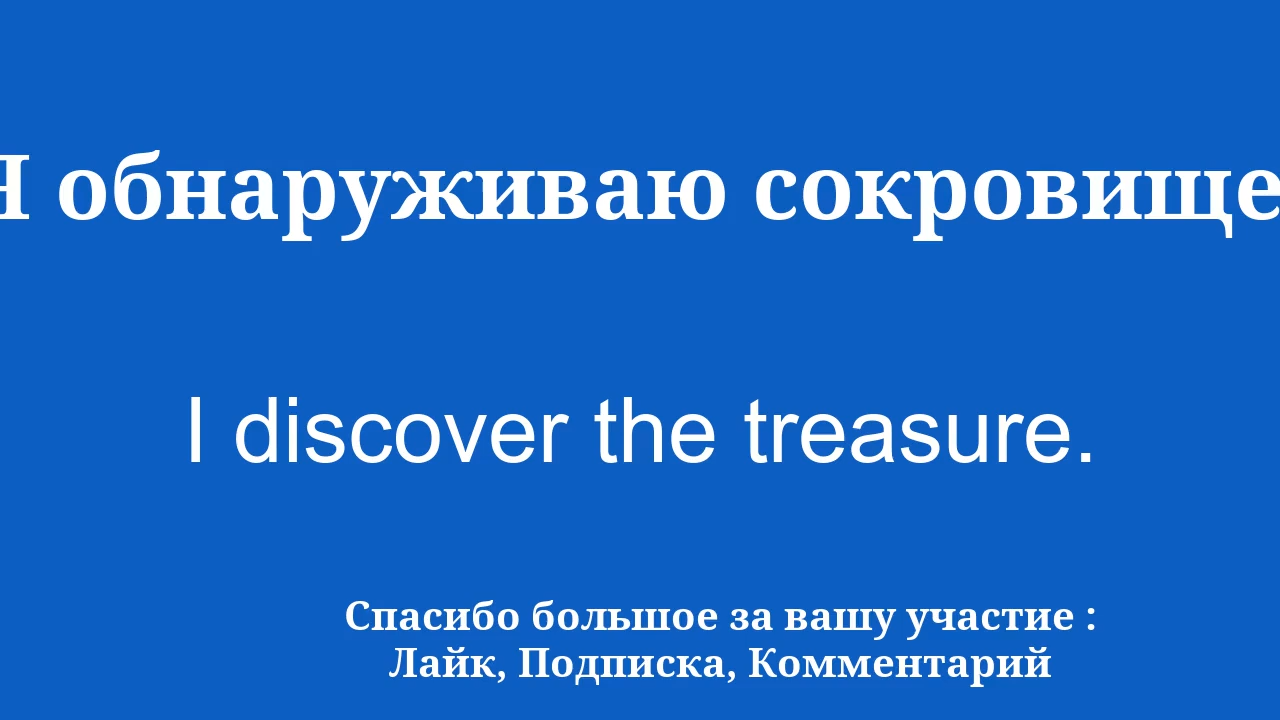 Я обнаруживаю сокровище
I discover the treasure.
Спасибо большое за вашу участие :
Лайк, Подписка, Комментарий